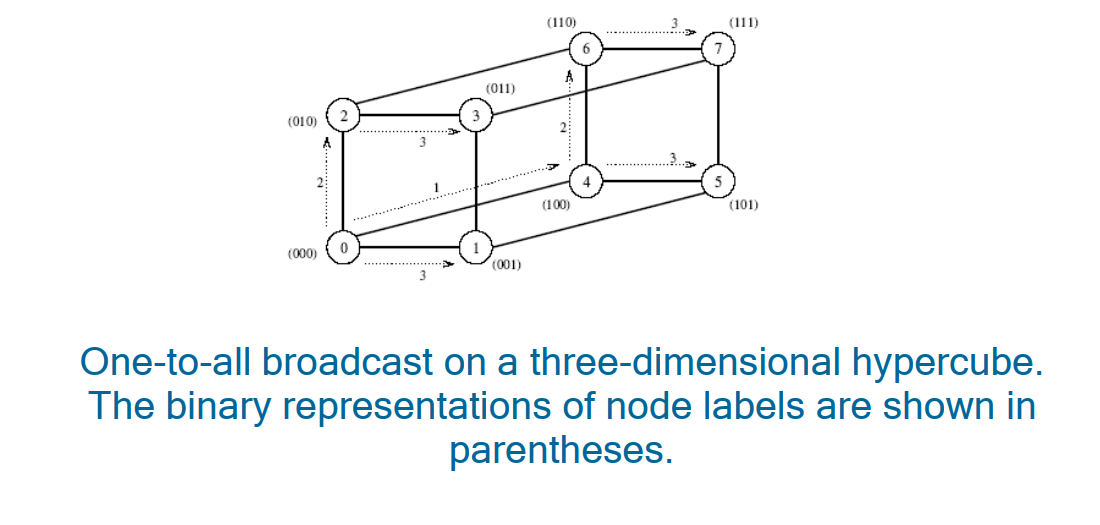 (110) 3 (111)
6 7
(011)
(010) 2 3
2
3
3
2 1
4 5
(100) (101)
(000) 0 1
(001)
3
One-to-all broadcast on a three-dimensional hypercube.
The binary representations of node labels are shown in
parentheses.